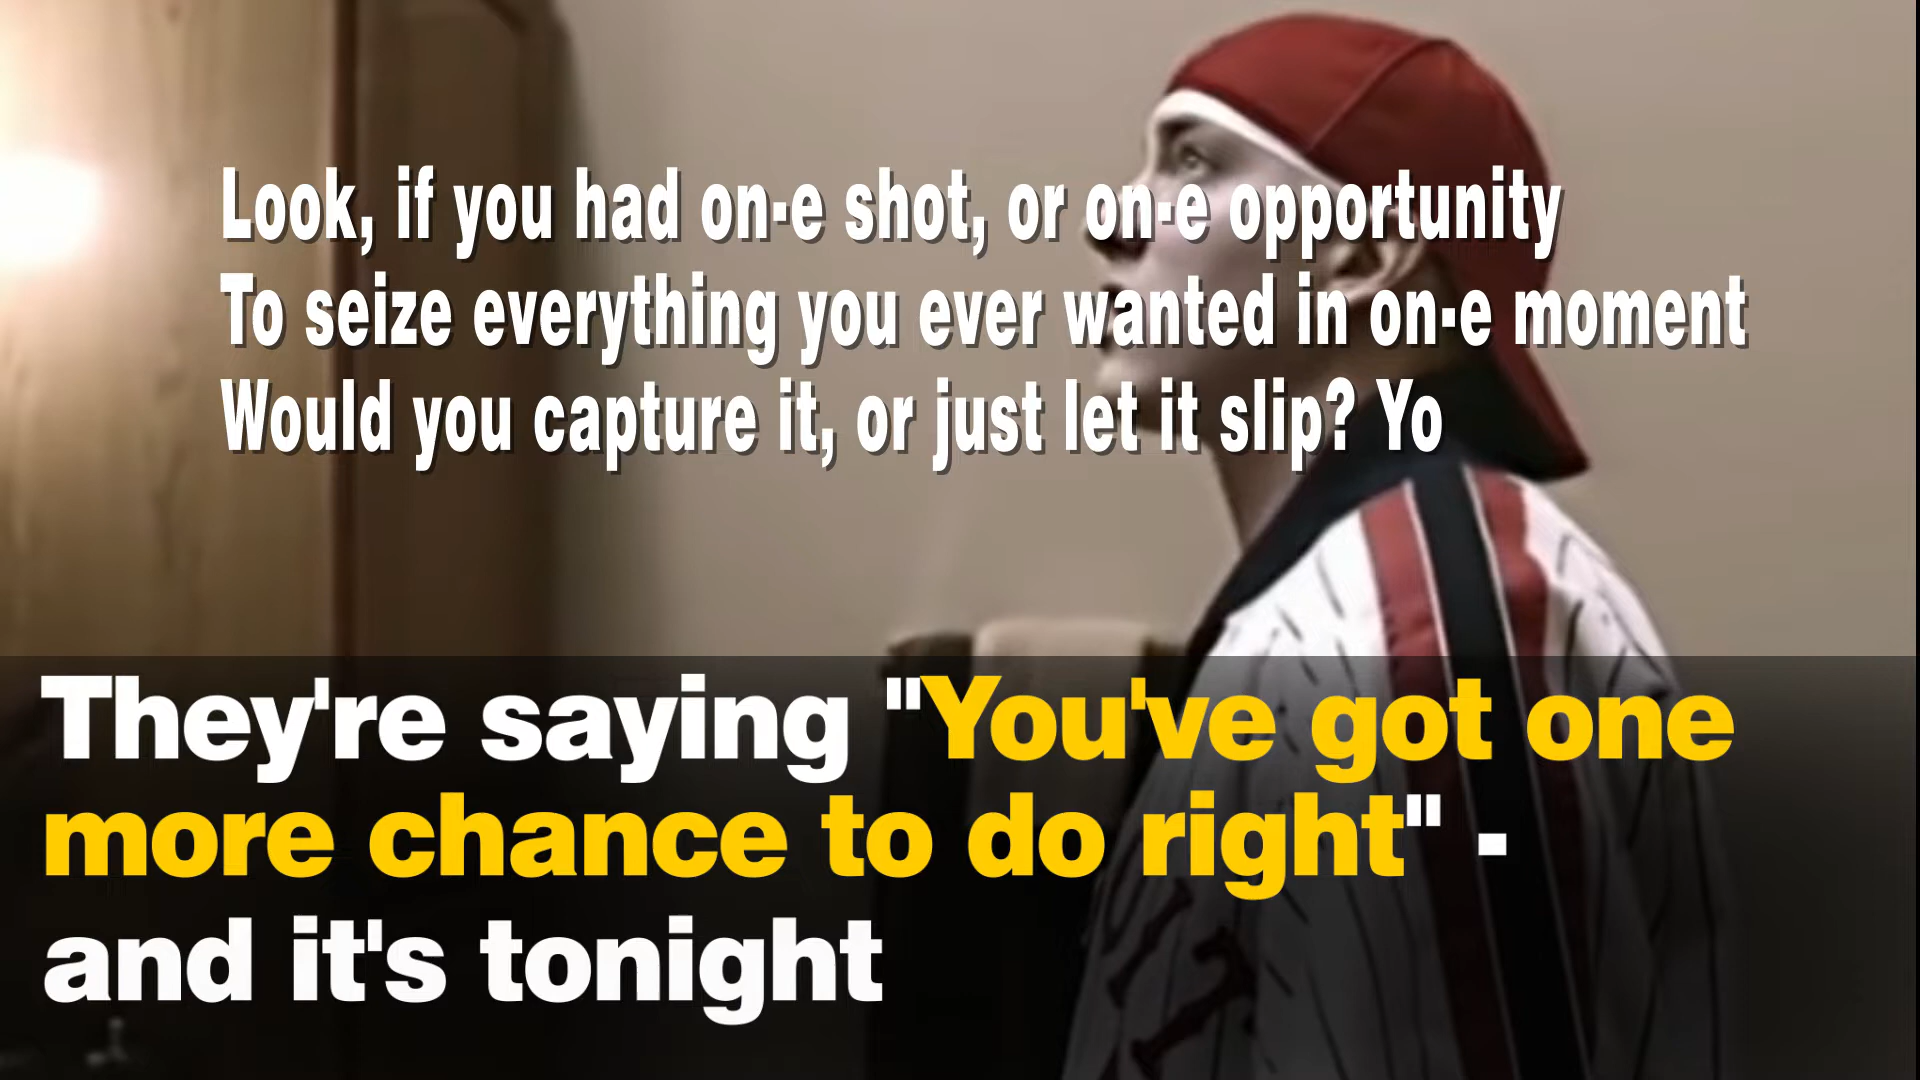 Look, if you had on-e shot, or on-e opportunity
To seize everything you ever wanted in on-e moment
Would you capture it, or just let it slip? Yo
They're saying "You've got one
more chance to do right" -
and it's tonight